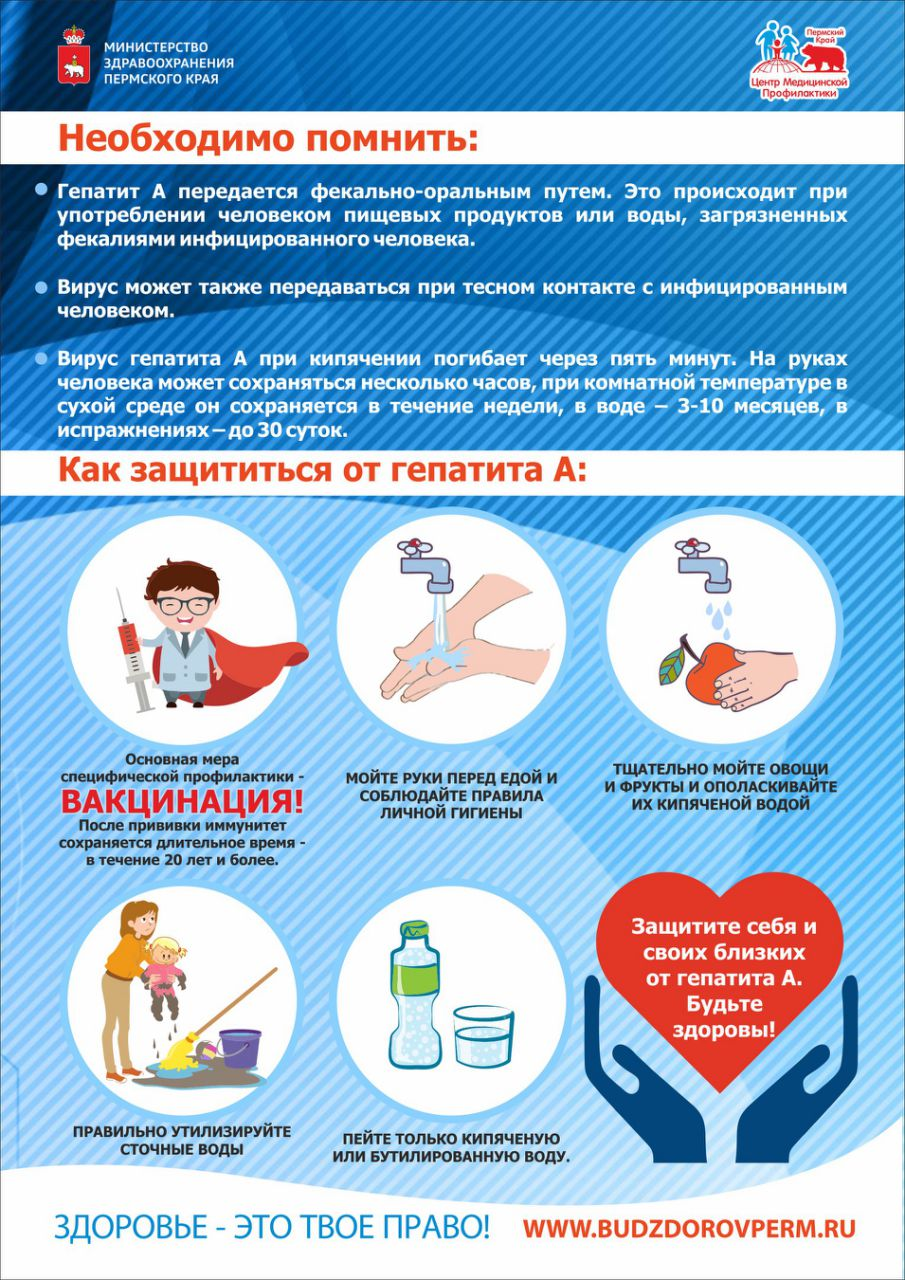 МИНИСТЕРСТВО
ЗДРАВООХРАНЕНИЯ
ПЕРМСКОГО КРАЯ
Пермский
Край
Центр Медицинской
Профилактики
Необходимо помнить:
Гепатит А передается фекально-оральным путем. Это происходит при
употреблении человеком пищевых продуктов или воды, загрязненных
фекалиями инфицированного человека.
Вирус может также передаваться при тесном контакте с инфицированным
человеком.
Вирус гепатита А при кипячении погибает через пять минут. На руках
человека может сохраняться несколько часов, при комнатной температуре в
сухой среде он сохраняется в течение недели, в воде – 3-10 месяцев, в
испражнениях – до 30 суток.
Как защититься от гепатита А:
Основная мера
специфической профилактики -
ВАКЦИНАЦИЯ!
После прививки иммунитет
сохраняется длительное время -
в течение 20 лет и более.
МОЙТЕ РУКИ ПЕРЕД ЕДОЙ И
СОБЛЮДАЙТЕ ПРАВИЛА
ЛИЧНОЙ ГИГИЕНЫ
ТЩАТЕЛЬНО МОЙТЕ ОВОЩИ
И ФРУКТЫ И ОПОЛАСКИВАЙТЕ
ИХ КИПЯЧЕНОЙ ВОДОЙ
ПРАВИЛЬНО УТИЛИЗИРУЙТЕ
СТОЧНЫЕ ВОДЫ
ПЕЙТЕ ТОЛЬКО КИПЯЧЕНУЮ
ИЛИ БУТИЛИРОВАННУЮ ВОДУ.
Защитите себя и
своих близких
от гепатита А.
Будьте
здоровы!
ЗДОРОВЬЕ - ЭТО ТВОЕ ПРАВО!
WWW.BUDZDOROVPERM.RU